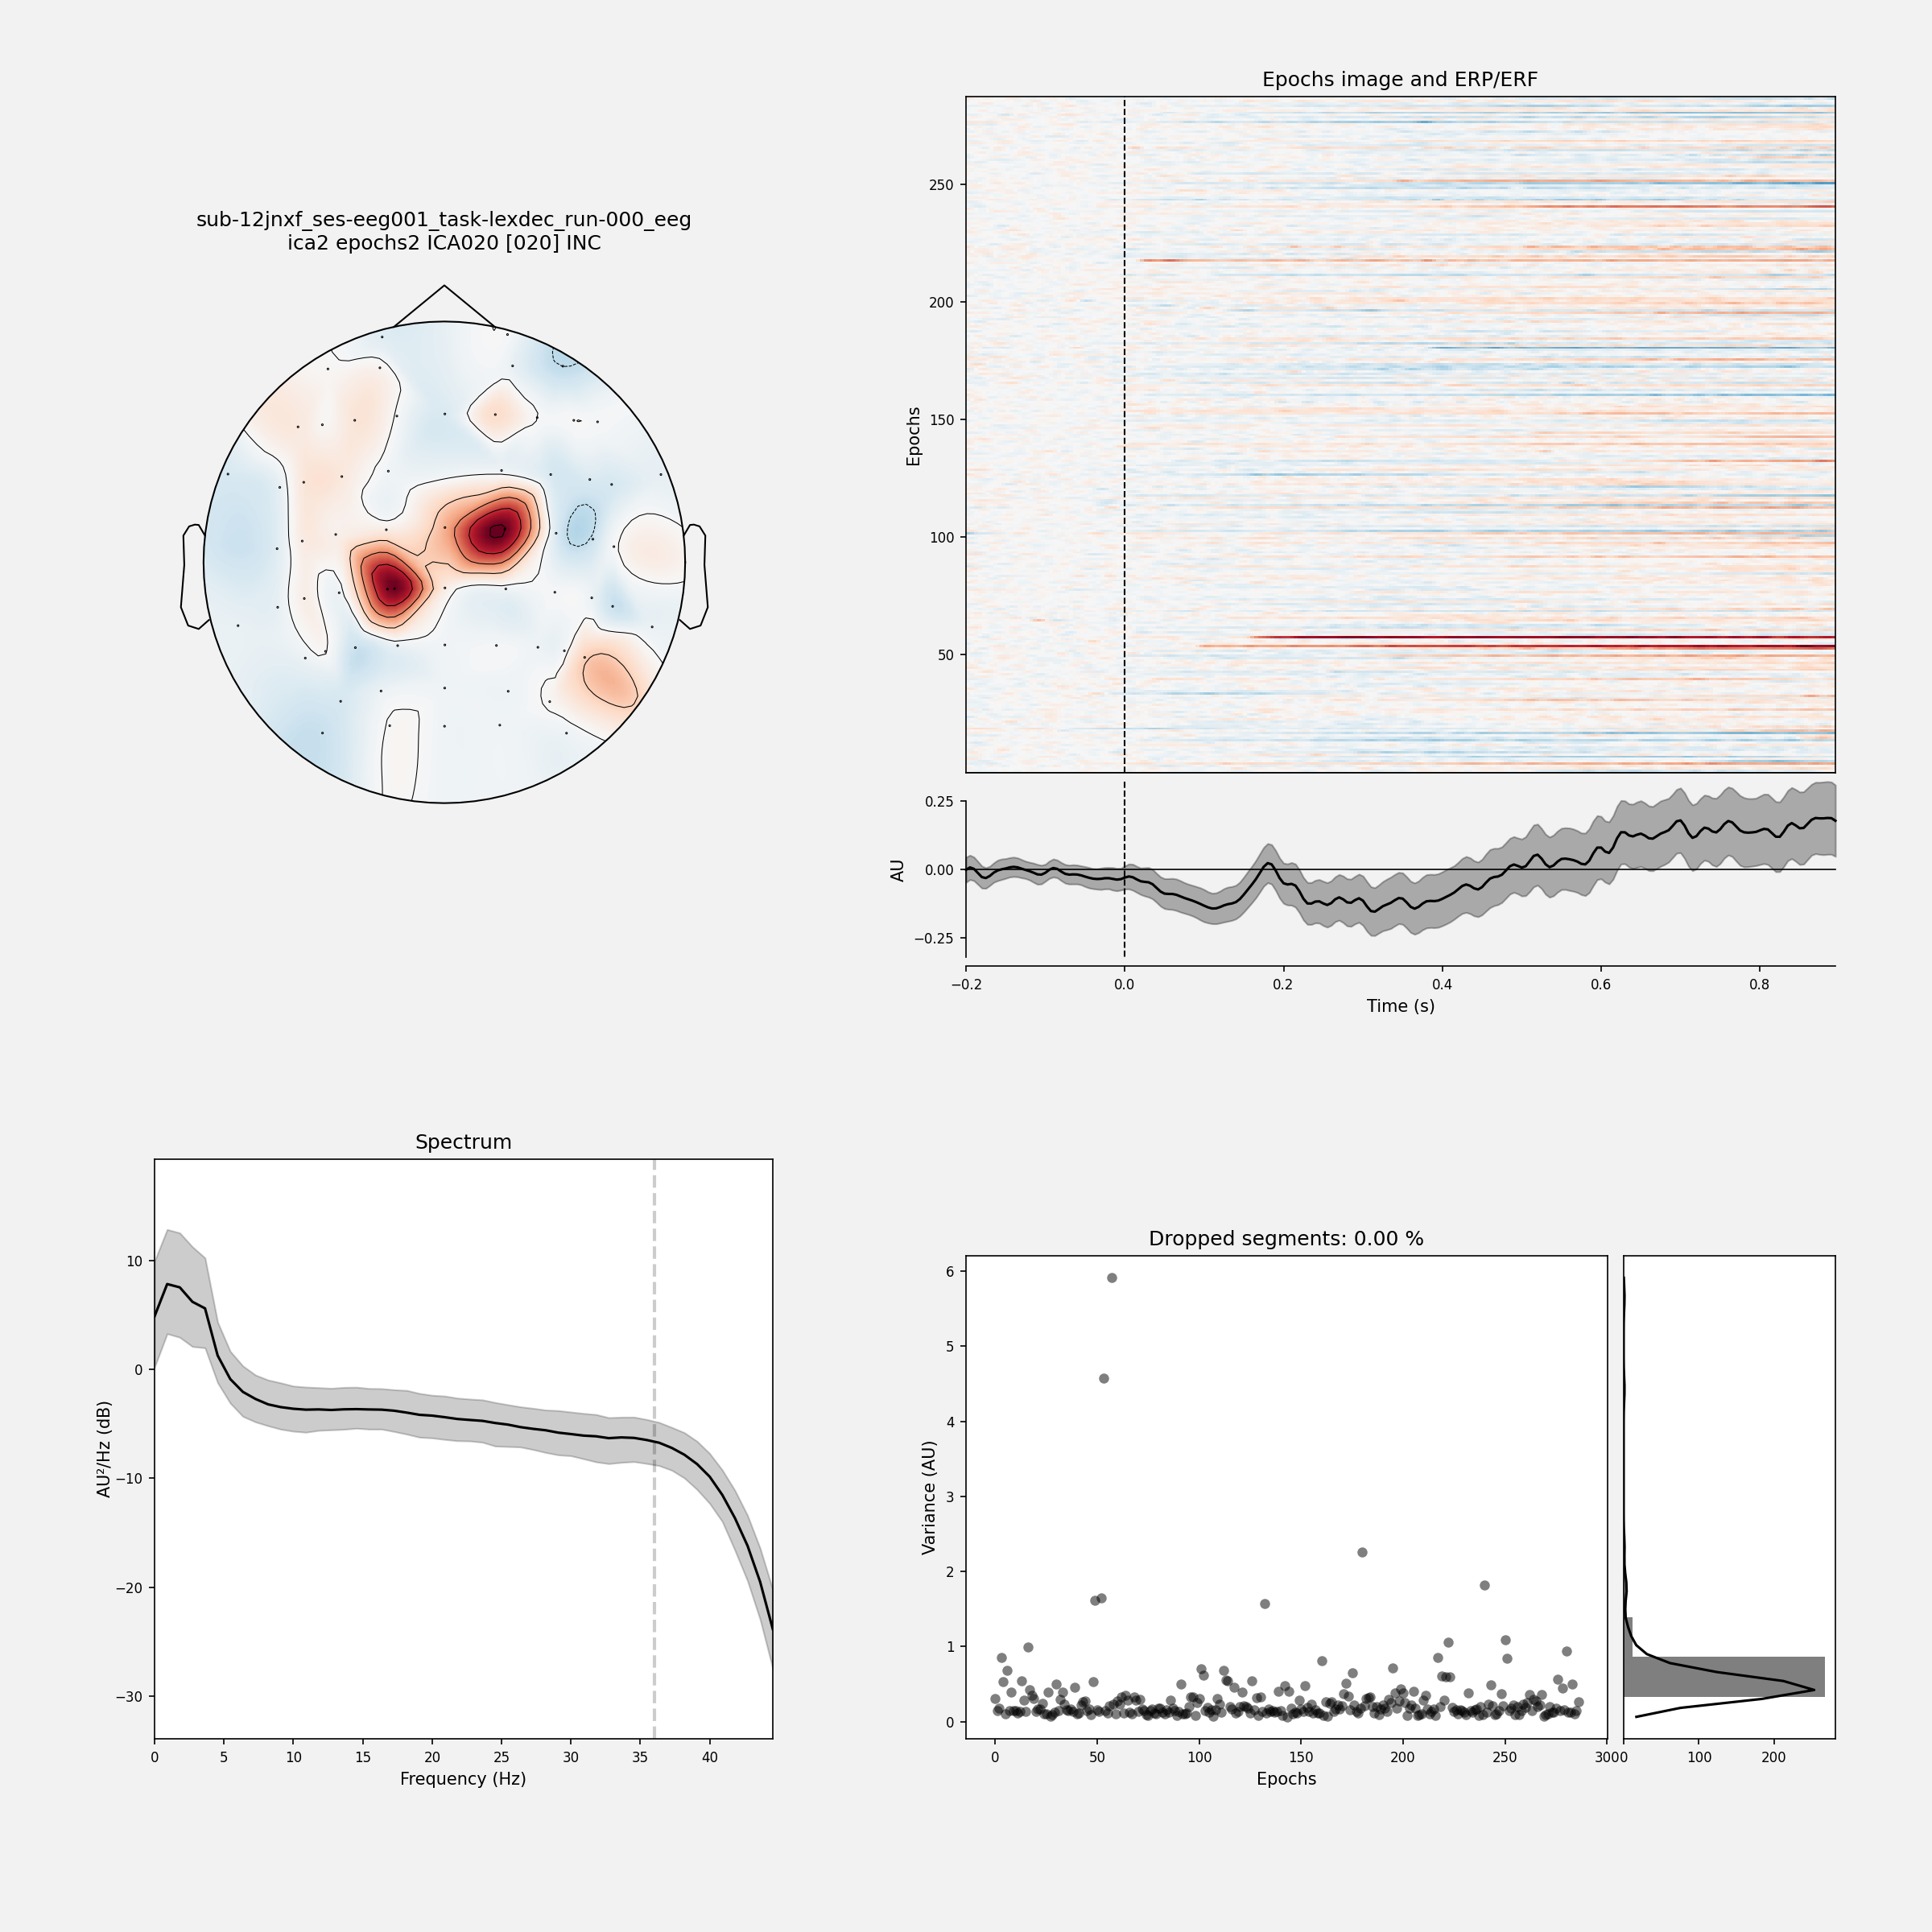 sub-12jnxf_ses-eeg001_task-lexdec_run-000_eeg
ica2 epochs2 ICA020 [020] INC
Epochs image and ERP/ERF
Epochs
250
200
150
100
50
AU
0.25
0.00
−0.25
−0.2 0.0 0.2 0.4 0.6 0.8
Time (s)
Spectrum
AU²/Hz (dB)
10
0
−10
−20
−30
0 5 10 15 20 25 30 35 40
Frequency (Hz)
Dropped segments: 0.00 %
Variance (AU)
6
5
4
3
2
1
0
0 50 100 150 200 250 300
Epochs
0 100 200